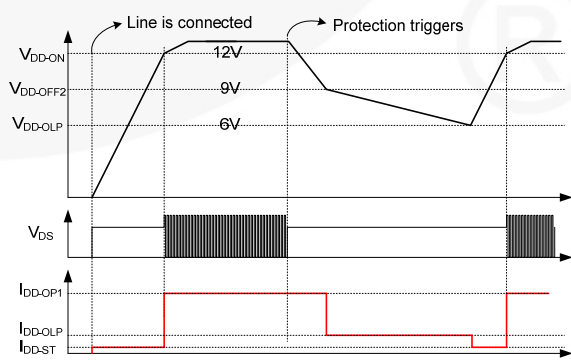 Line is connected
Protection triggers
VDD-ON
12V
VDD-OFF2
9V
VDD-OLP
6V
VDS
IDD-OP1
IDD-OLP
IDD-ST
®